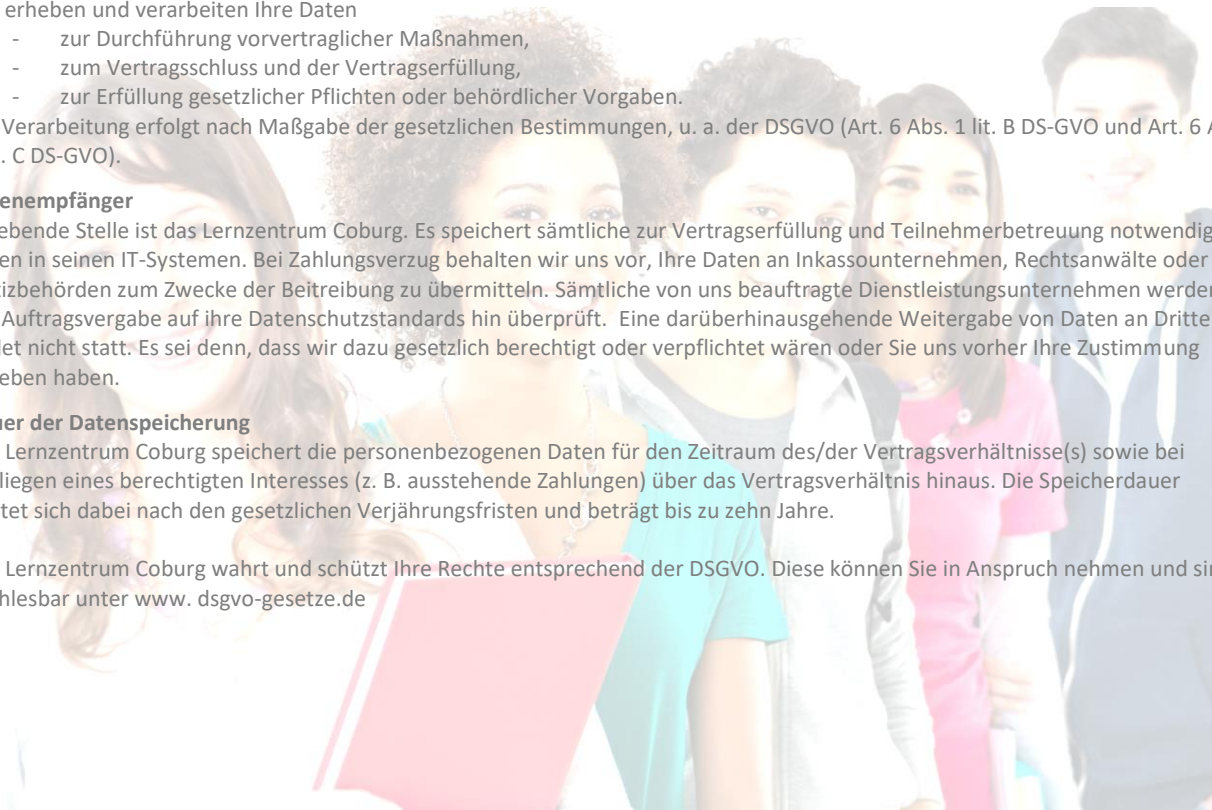 erheben und verarbeiten Ihre Daten
- zur Durchführung vorvertraglicher Maßnahmen,
- zum Vertragsschluss und der Vertragserfüllung,
- zur Erfüllung gesetzlicher Pflichten oder behördlicher Vorgaben.
Verarbeitung erfolgt nach Maßgabe der gesetzlichen Bestimmungen, u. a. der DSGVO (Art. 6 Abs. 1 lit. B DS-GVO und Art. 6 A
. C DS-GVO).
enempfänger
ebende Stelle ist das Lernzentrum Coburg. Es speichert sämtliche zur Vertragserfüllung und Teilnehmerbetreuung notwendig
en in seinen IT-Systemen. Bei Zahlungsverzug behalten wir uns vor, Ihre Daten an Inkassounternehmen, Rechtsanwälte oder
tizbehörden zum Zwecke der Beitreibung zu übermitteln. Sämtliche von uns beauftragte Dienstleistungsunternehmen werden
Auftragsvergabe auf ihre Datenschutzstandards hin überprüft. Eine darüberhinausgehende Weitergabe von Daten an Dritte
det nicht statt. Es sei denn, dass wir dazu gesetzlich berechtigt oder verpflichtet wären oder Sie uns vorher Ihre Zustimmung
eben haben.
er der Datenspeicherung
Lernzentrum Coburg speichert die personenbezogenen Daten für den Zeitraum des/der Vertragsverhältnisse(s) sowie bei
liegen eines berechtigten Interesses (z. B. ausstehende Zahlungen) über das Vertragsverhältnis hinaus. Die Speicherdauer
tet sich dabei nach den gesetzlichen Verjährungsfristen und beträgt bis zu zehn Jahre.
Lernzentrum Coburg wahrt und schützt Ihre Rechte entsprechend der DSGVO. Diese können Sie in Anspruch nehmen und sin
hlesbar unter www. dsgvo-gesetze.de